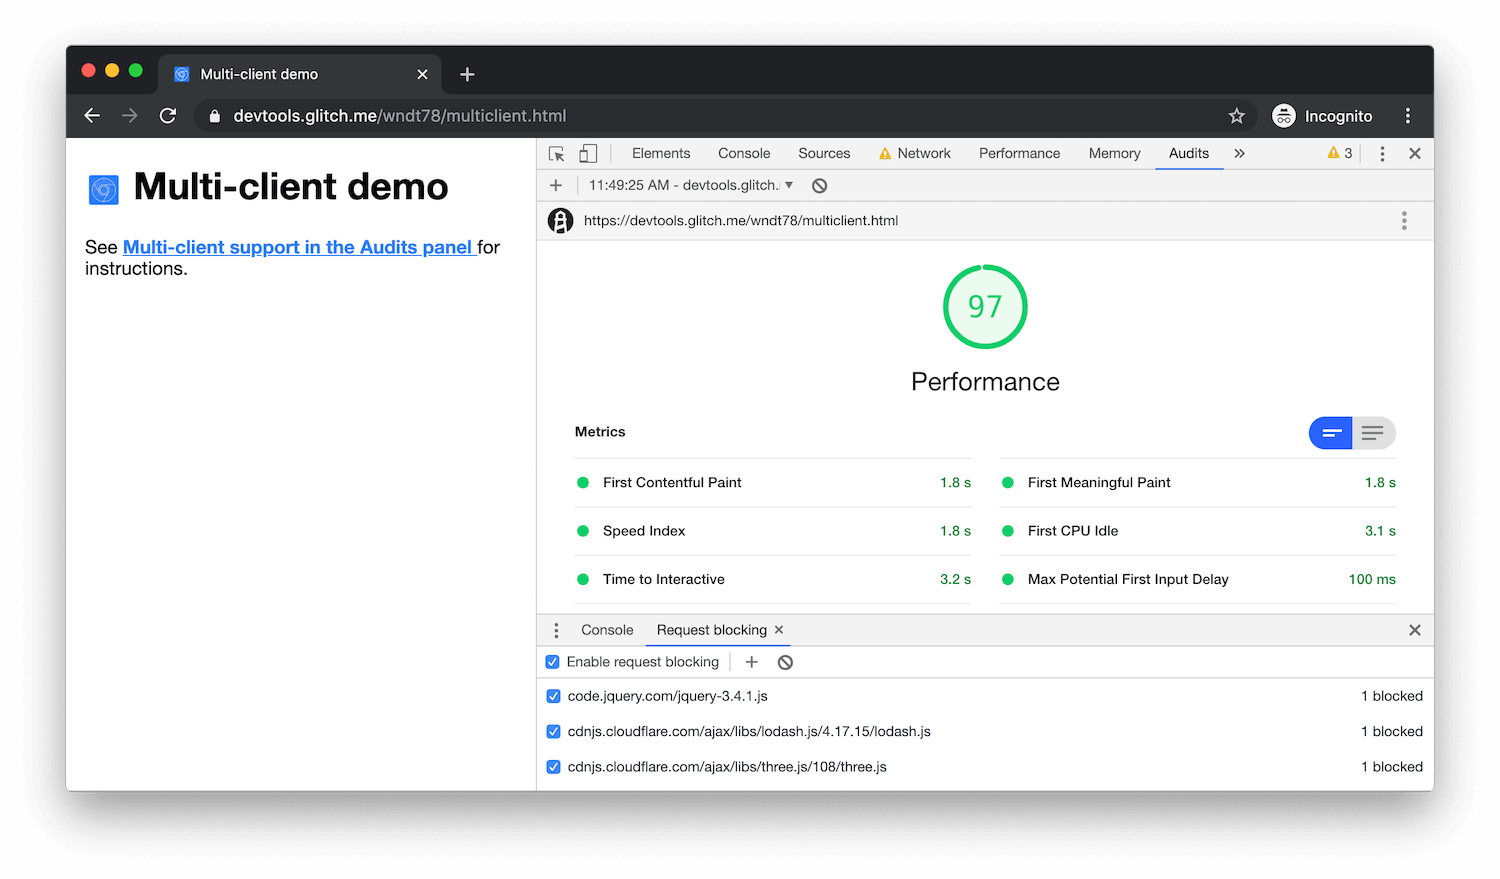 Multi-client demo
devtools.glitch.me/wndt78/multiclient.html
Incognito
Multi-client demo
See Multi-client support in the Audits panel for
instructions.
Elements Console Sources Network Performance Memory Audits 3
11:49:25 AM - devtools.glitch.
https://devtools.glitch.me/wndt78/multiclient.html
97
Performance
Metrics
First Contentful Paint 1.8 s First Meaningful Paint 1.8 s
Speed Index 1.8 s First CPU Idle 3.1 s
Time to Interactive 3.2 s Max Potential First Input Delay 100 ms
Console Request blocking
Enable request blocking
code.jquery.com/jquery-3.4.1.js 1 blocked
cdnjs.cloudflare.com/ajax/libs/lodash.js/4.17.15/lodash.js 1 blocked
cdnjs.cloudflare.com/ajax/libs/three.js/108/three.js 1 blocked